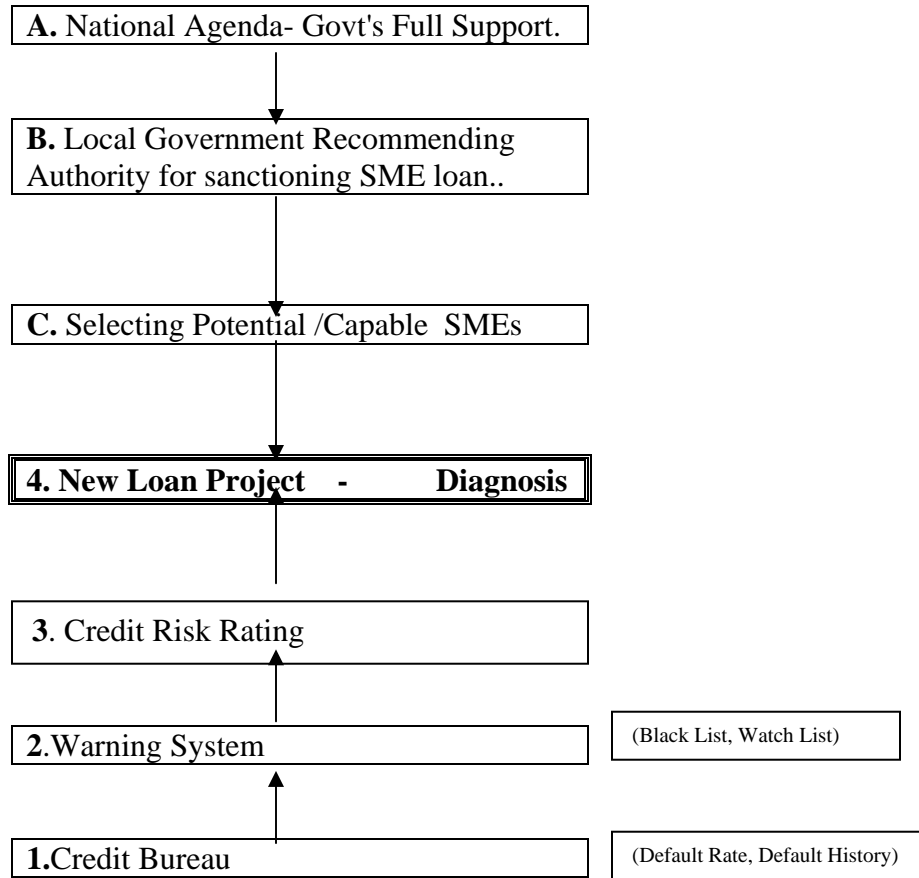 A. National Agenda- Govt's Full Support.
B. Local Government Recommending
Authority for sanctioning SME loan..
C. Selecting Potential /Capable SMEs
4. New Loan Project - Diagnosis
3. Credit Risk Rating
2.Warning System
(Black List, Watch List)
1.Credit Bureau
(Default Rate, Default History)